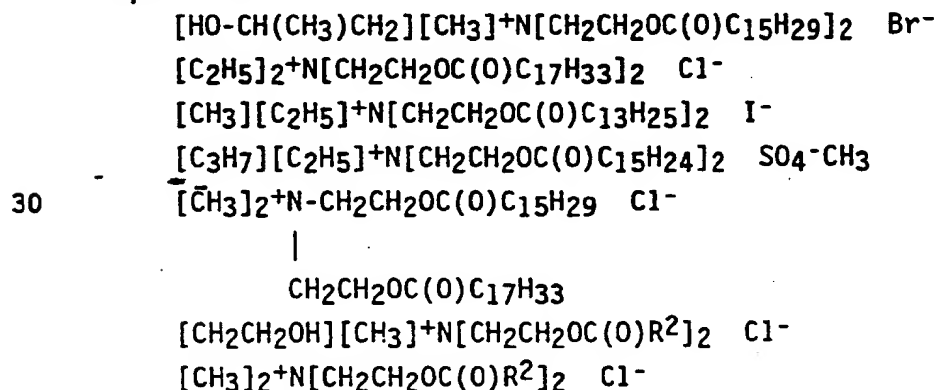 [HO-CH(CH3)CH2][CH3]+N[CH2CH2OC(O)C15H29]2 Br-
[C2H5]2+N[CH2CH2OC(O)C17H33]2 Cl-
[CH3][C2H5]+N[CH2CH2OC(O)C13H25]2 I-
[C3H7][C2H5]+N[CH2CH2OC(O)C15H24]2 SO4-CH3
30 [CH3]2+N-CH2CH2OC(O)C15H29 Cl-
|
CH2CH2OC(O)C17H33
[CH2CH2OH][CH3]+N[CH2CH2OC(O)R2]2 Cl-
[CH3]2+N[CH2CH2OC(O)R2]2 Cl-